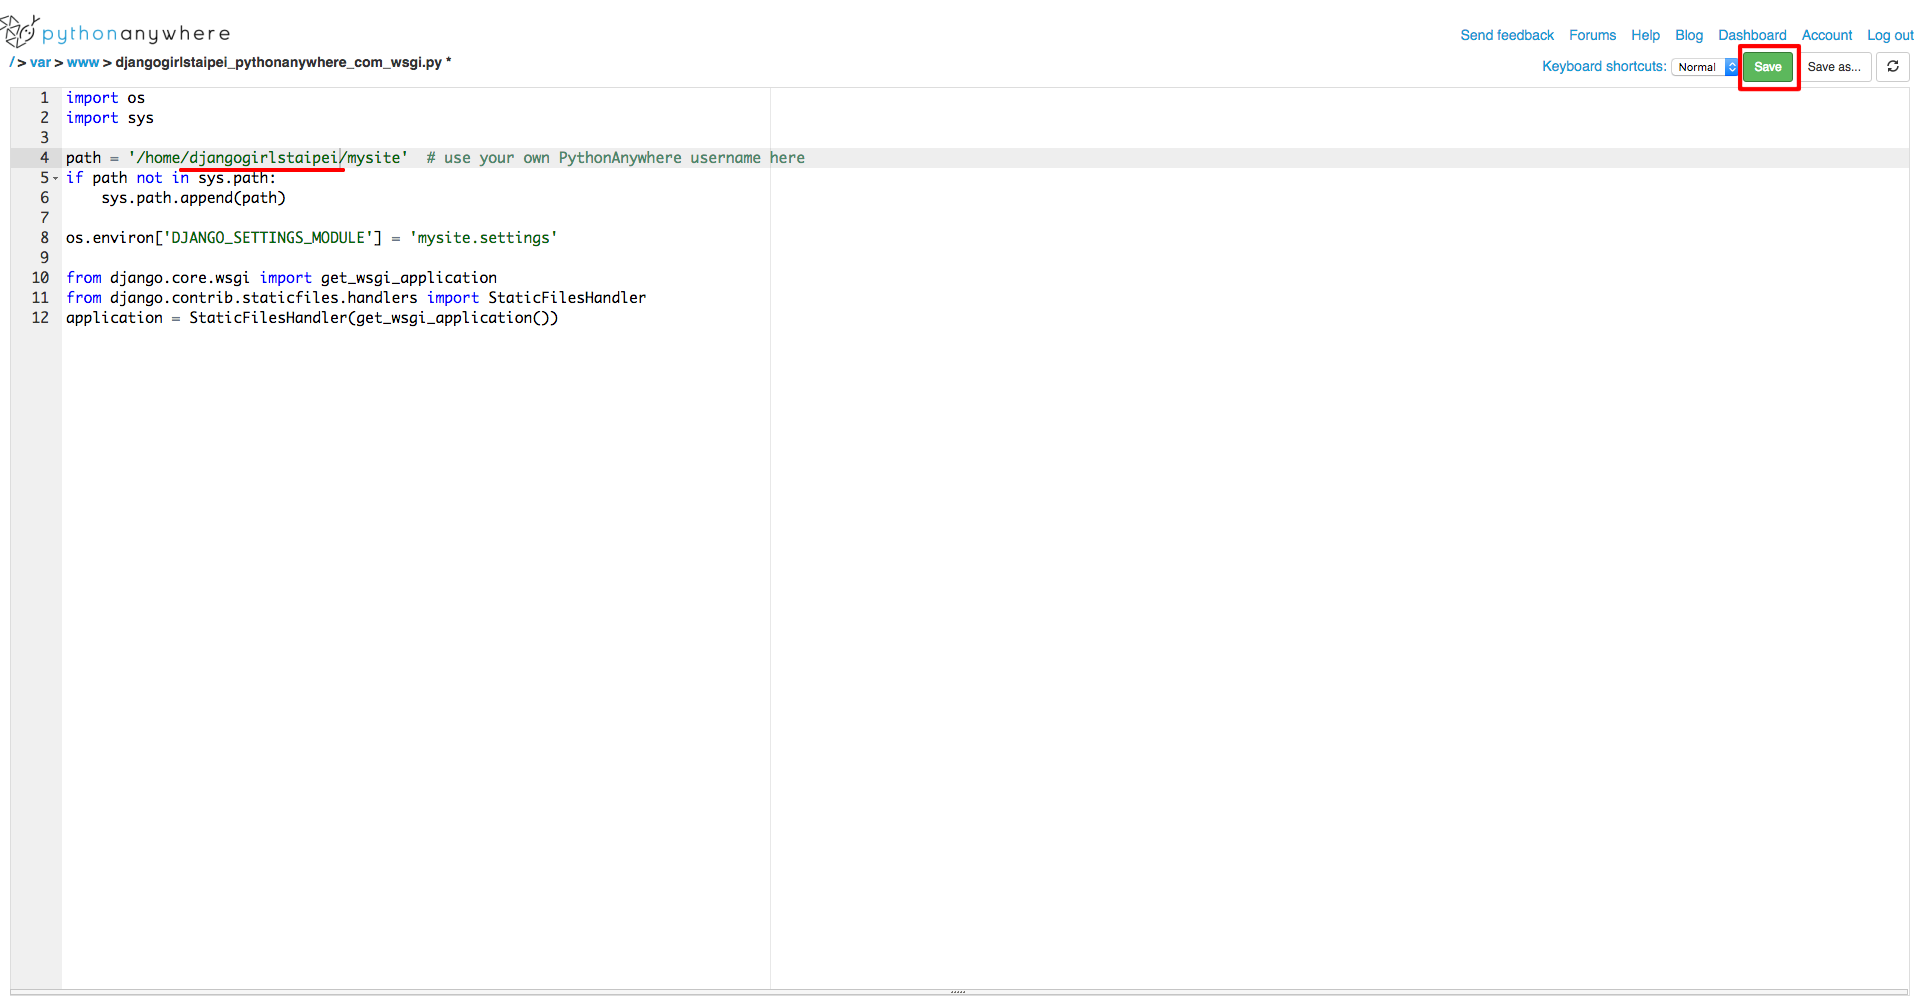 pythonanywhere
Send feedback Forums Help Blog Dashboard Account Log out
/ > var > www > djangogirlstaipei_pythonanywhere_com_wsgi.py *
Keyboard shortcuts: Normal Save Save as...
1 import os
2 import sys
3
4 path = '/home/djangogirlstaipei/mysite'  # use your own PythonAnywhere username here
5 if path not in sys.path:
6     sys.path.append(path)
7
8 os.environ['DJANGO_SETTINGS_MODULE'] = 'mysite.settings'
9
10 from django.core.wsgi import get_wsgi_application
11 from django.contrib.staticfiles.handlers import StaticFilesHandler
12 application = StaticFilesHandler(get_wsgi_application())